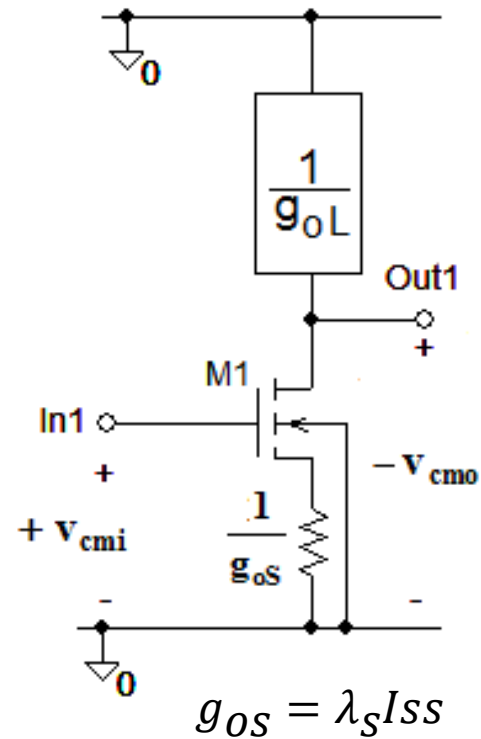 0
1
g_oL
Out1
+
M1
In1
+
− v_cmo
+ v_cmi
1
g_oS
-
-
0
g_OS = λ_S Iss